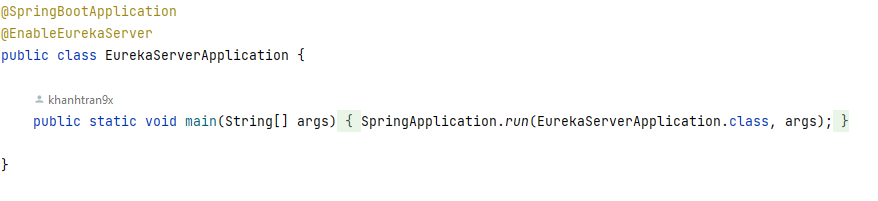 @SpringBootApplication
@EnableEurekaServer
public class EurekaServerApplication {
khanhtran9x
public static void main(String[] args) { SpringApplication.run(EurekaServerApplication.class, args); }
}